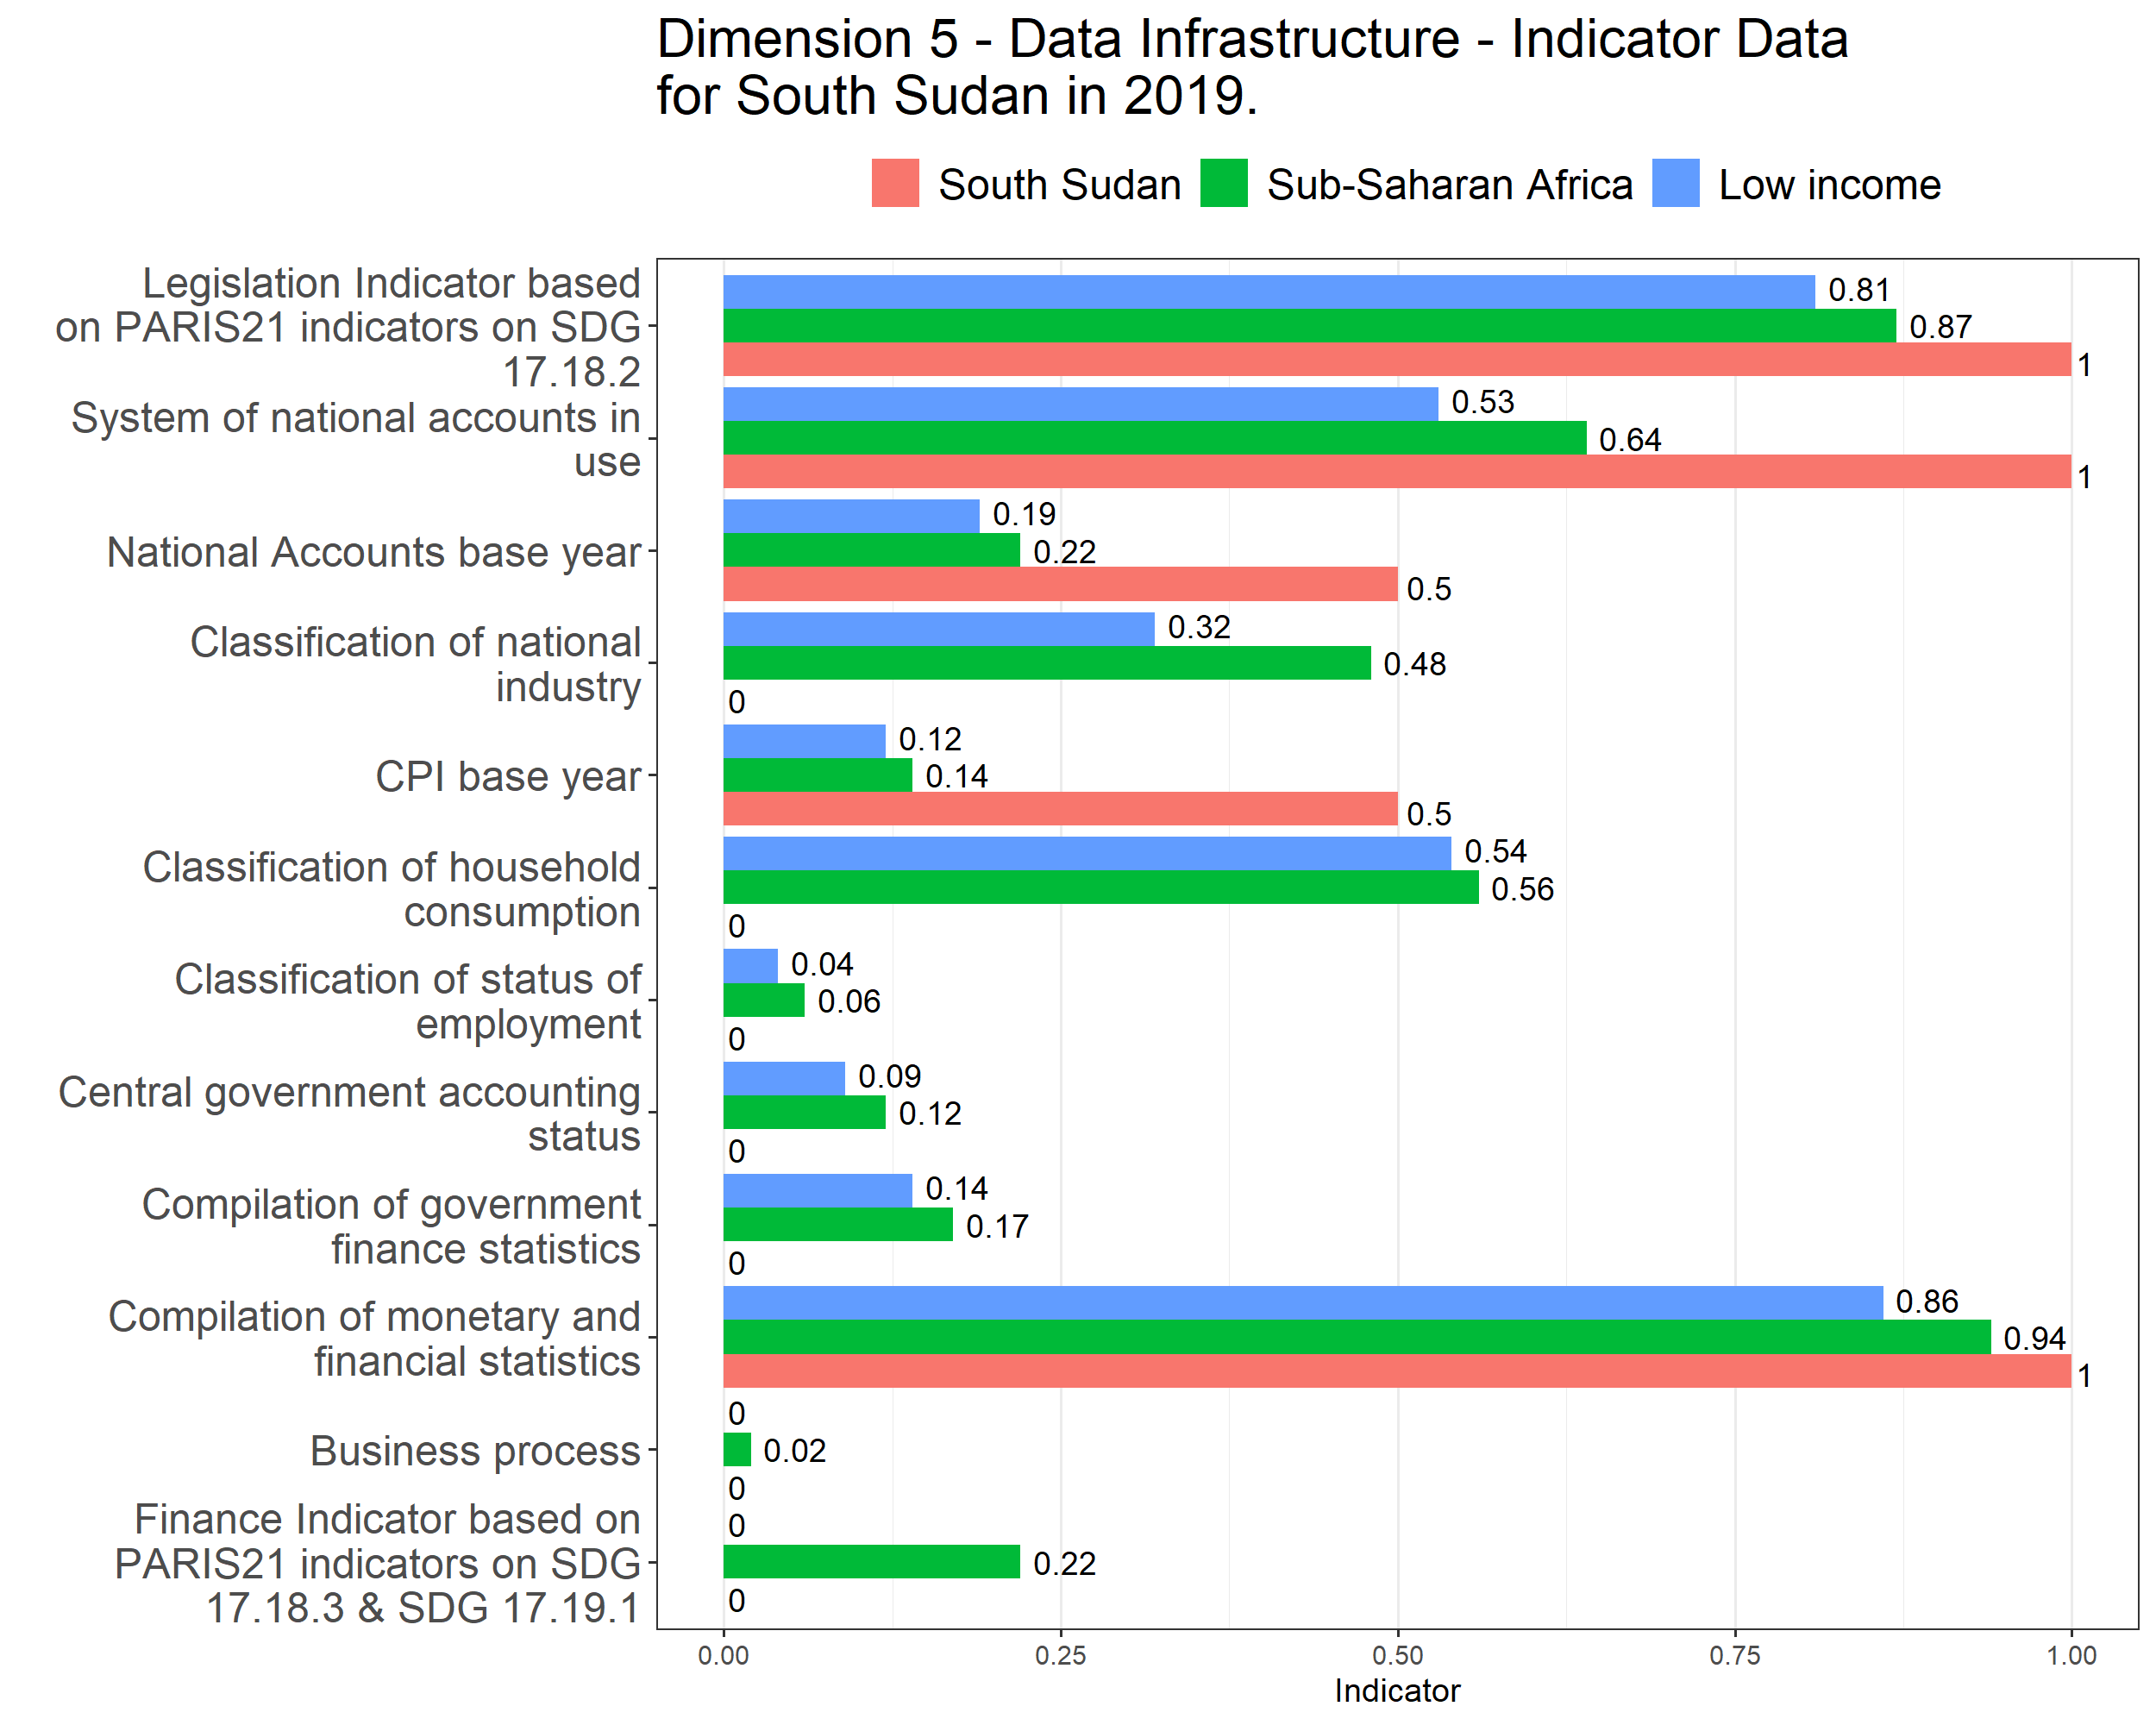 Dimension 5 - Data Infrastructure - Indicator Data
for South Sudan in 2019.
South Sudan Sub-Saharan Africa Low income
Legislation Indicator based
on PARIS21 indicators on SDG
17.18.2
0.81
0.87
1
System of national accounts in
use
0.53
0.64
1
National Accounts base year
0.19
0.22
0.5
Classification of national
industry
0.32
0.48
0
CPI base year
0.12
0.14
0.5
Classification of household
consumption
0.54
0.56
0
Classification of status of
employment
0.04
0.06
0
Central government accounting
status
0.09
0.12
0
Compilation of government
finance statistics
0.14
0.17
0
Compilation of monetary and
financial statistics
0.86
0.94
1
Business process
0
0.02
0
Finance Indicator based on
PARIS21 indicators on SDG
17.18.3 & SDG 17.19.1
0
0.22
0
0.00 0.25 0.50 0.75 1.00
Indicator